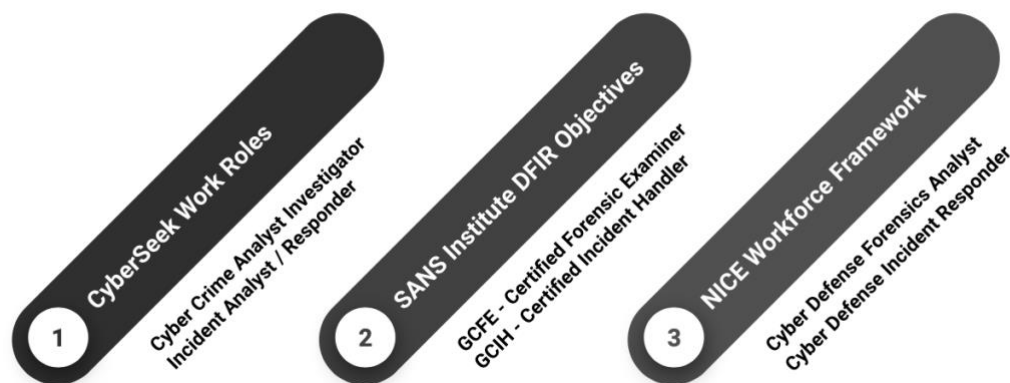 1
CyberSeek Work Roles
Cyber Crime Analyst Investigator
Incident Analyst / Responder
2
SANS Institute DFIR Objectives
GCFE - Certified Forensic Examiner
GCIH - Certified Incident Handler
3
NICE Workforce Framework
Cyber Defense Forensics Analyst
Cyber Defense Incident Responder